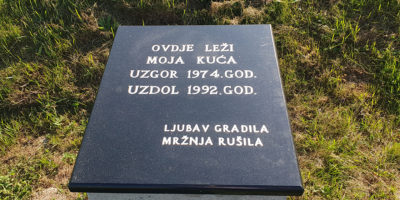 OVDJE LEŽI
MOJA KUĆA
UZGOR 1974.GOD.
UZDOL 1992.GOD.
LJUBAV GRADILA
MRŽNJA RUŠILA